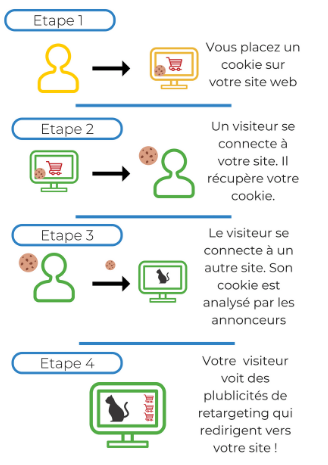 Etape 1
Vous placez un
cookie sur
votre site web
Etape 2
Un visiteur se
connecte à
votre site. Il
récupère votre
cookie.
Etape 3
Le visiteur se
connecte à un
autre site. Son
cookie est
analysé par les
annonceurs
Etape 4
Votre visiteur
voit des
plublicités de
retargeting qui
redirigent vers
votre site !